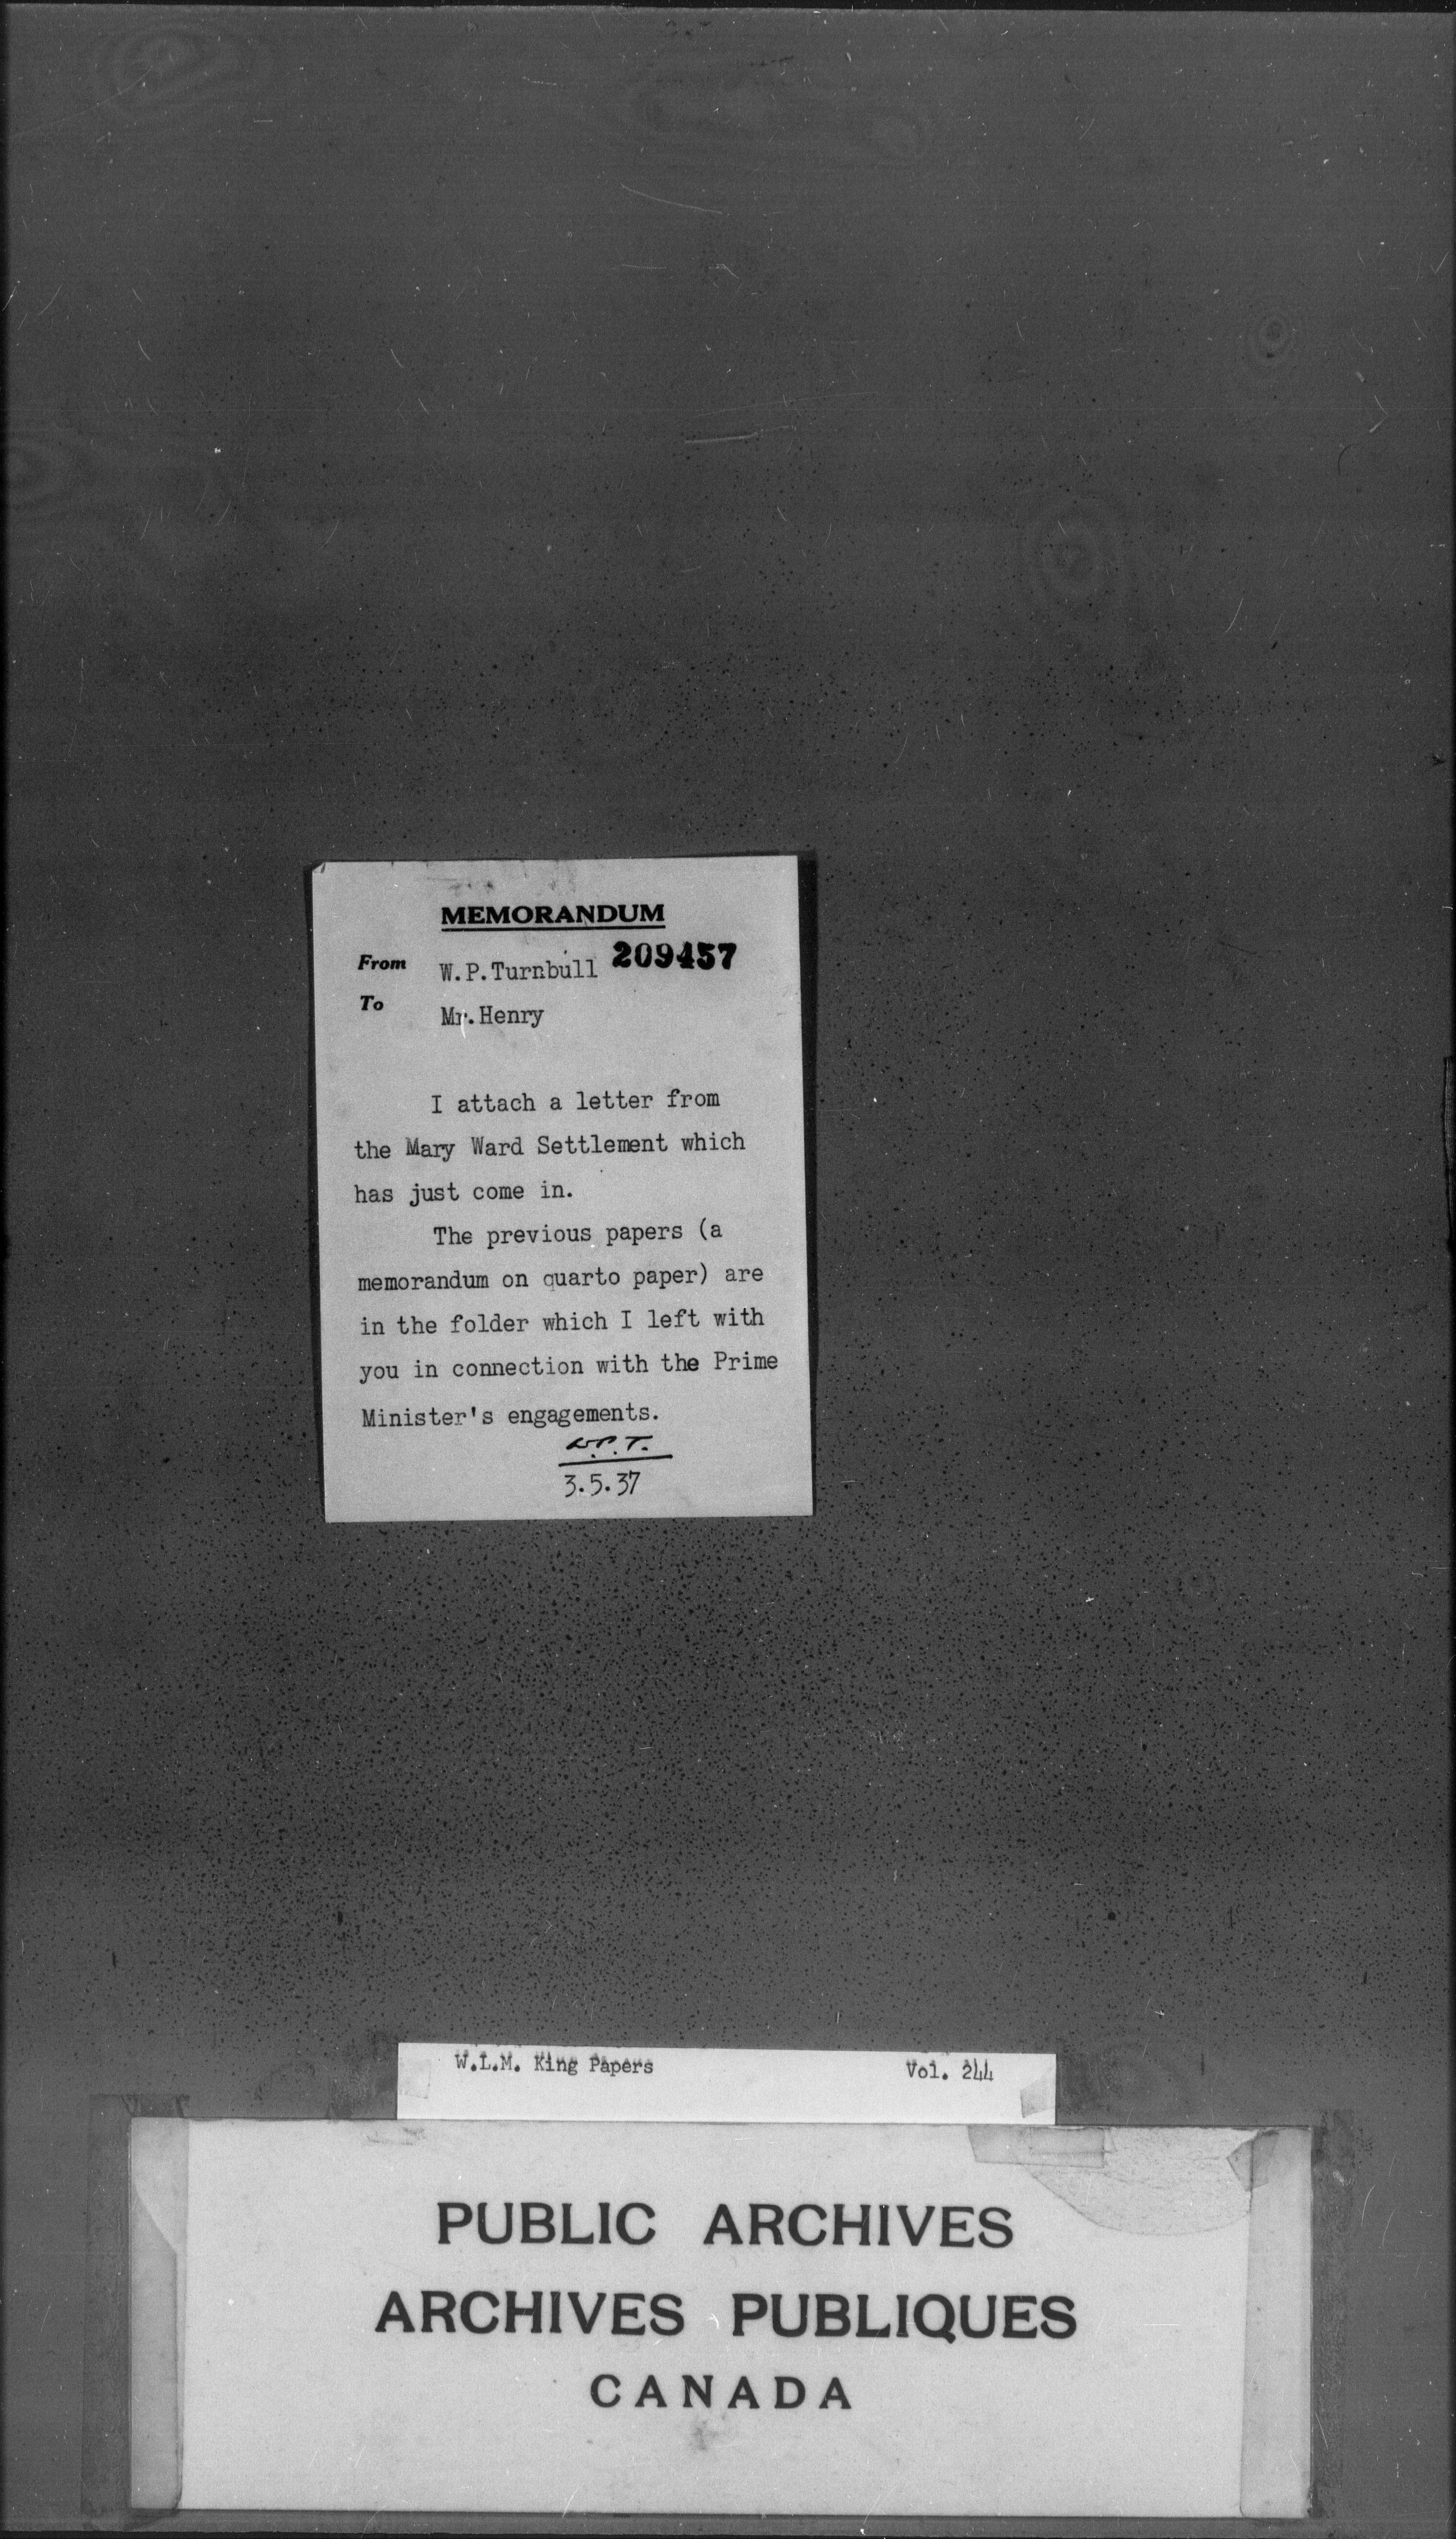 MEMORANDUM
209457
From W.P.Turnbull
To Mr.Henry
I attach a letter from
the Mary Ward Settlement which
has just come in.
The previous papers (a
memorandum on quarto paper) are
in the folder which I left with
you in connection with the Prime
Minister's engagements.
W.P.T.
3.5.37
W.L.M. King Papers Vol. 244
PUBLIC ARCHIVES
ARCHIVES PUBLIQUES
CANADA